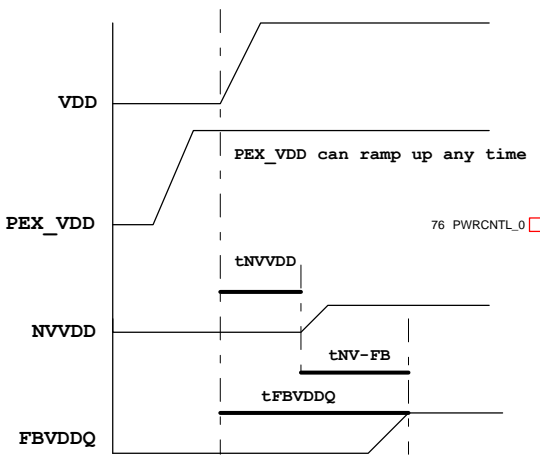 VDD
PEX_VDD can ramp up any time
PEX_VDD
76 PWRCNTL_0
tNVVDD
NVVDD
tNV-FB
tFBVDDQ
FBVDDQ